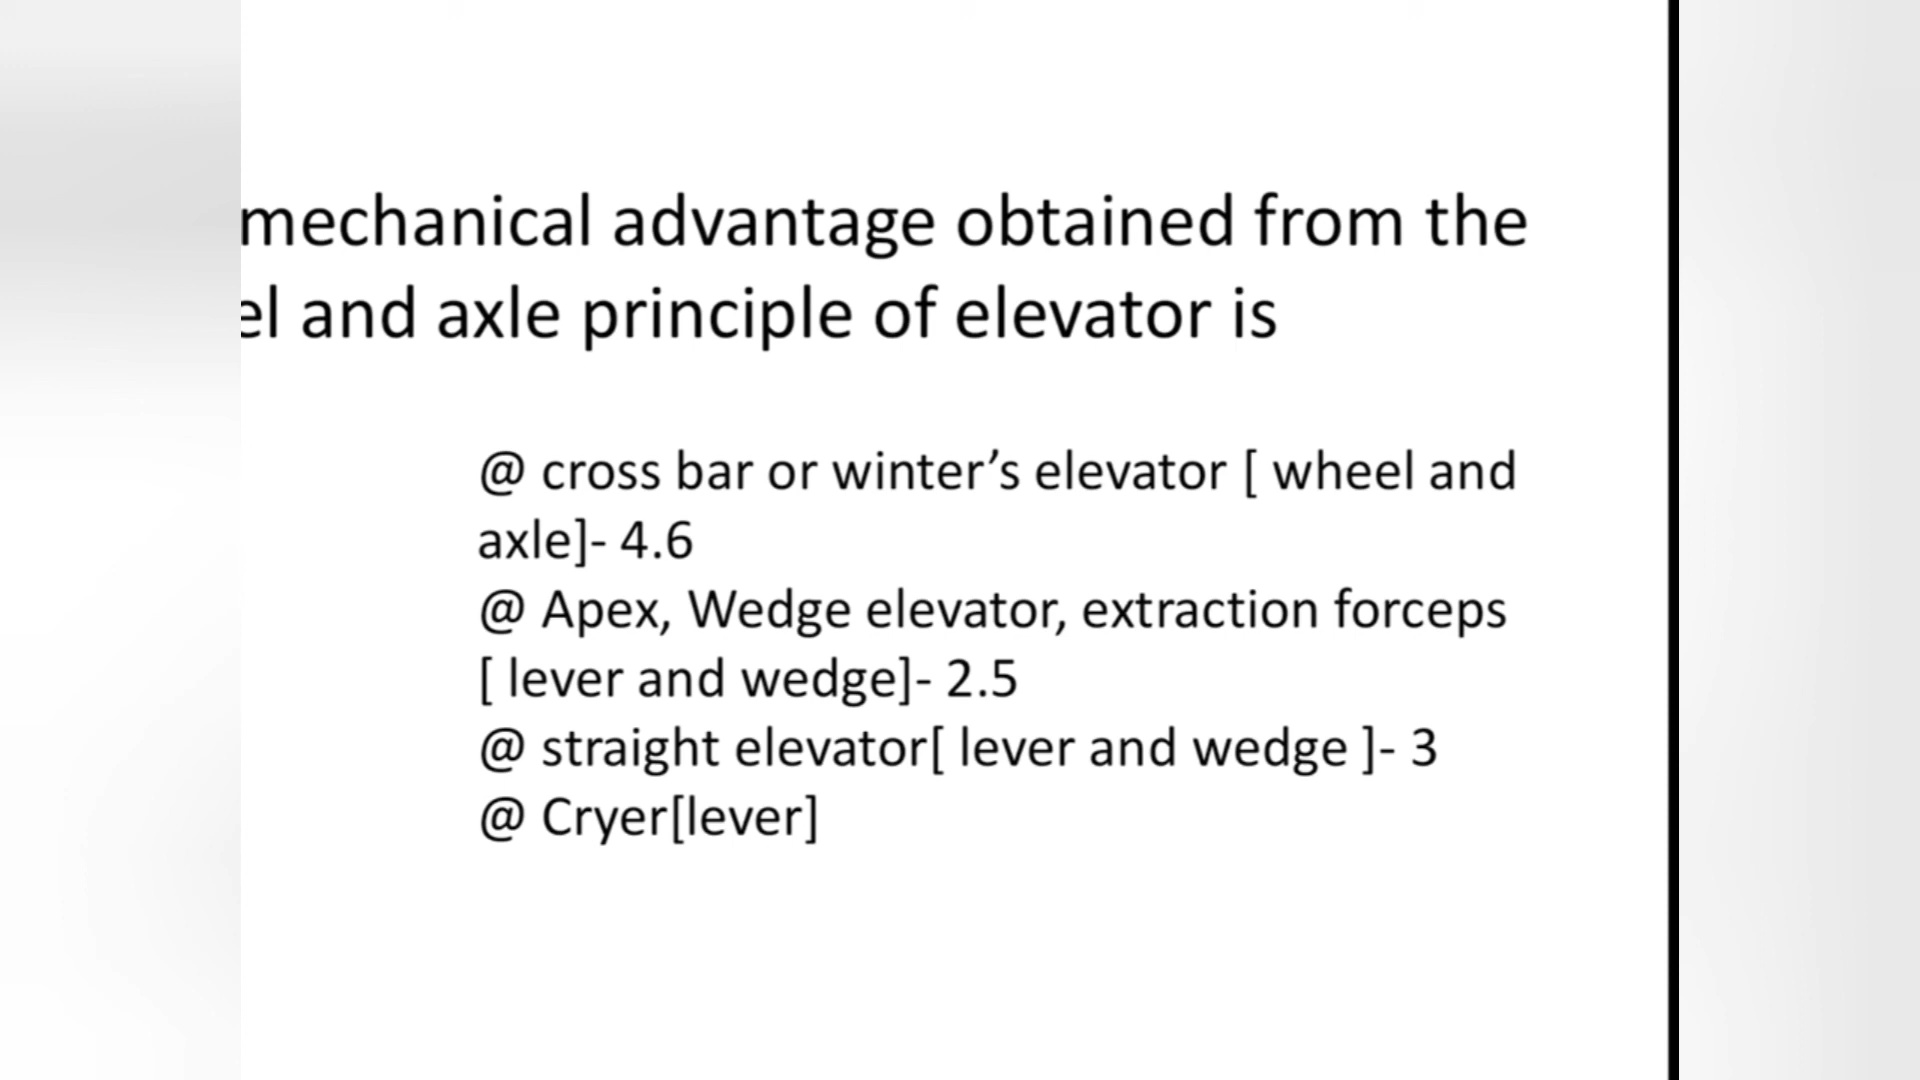 mechanical advantage obtained from the
el and axle principle of elevator is
@ cross bar or winter’s elevator [ wheel and
axle]- 4.6
@ Apex, Wedge elevator, extraction forceps
[ lever and wedge]- 2.5
@ straight elevator[ lever and wedge ]- 3
@ Cryer[lever]